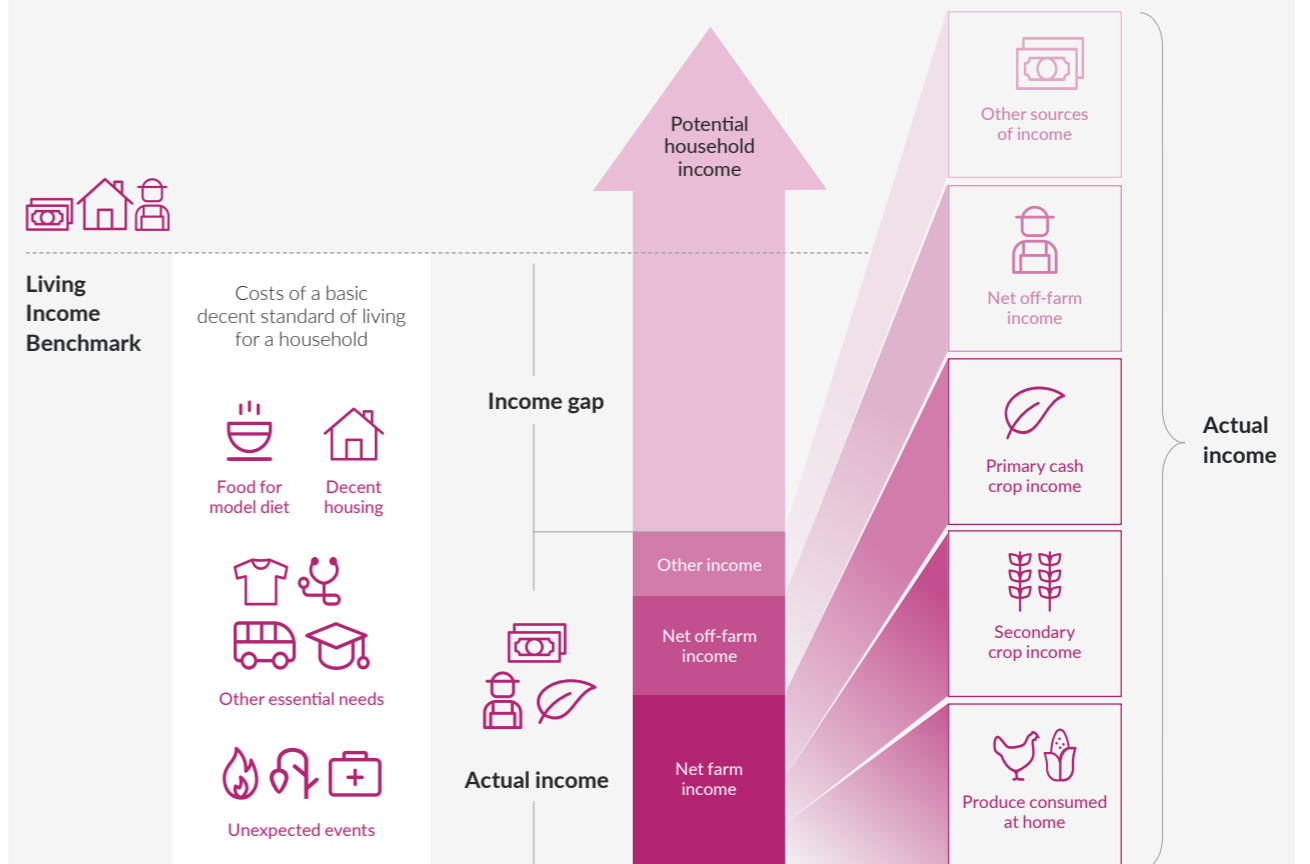 Living
Income
Benchmark
Costs of a basic
decent standard of living
for a household
Food for
model diet
Decent
housing
Other essential needs
Unexpected events
Income gap
Actual income
Potential
household
income
Other income
Net off-farm
income
Net farm
income
Other sources
of income
Net off-farm
income
Primary cash
crop income
Secondary
crop income
Produce consumed
at home
Actual
income